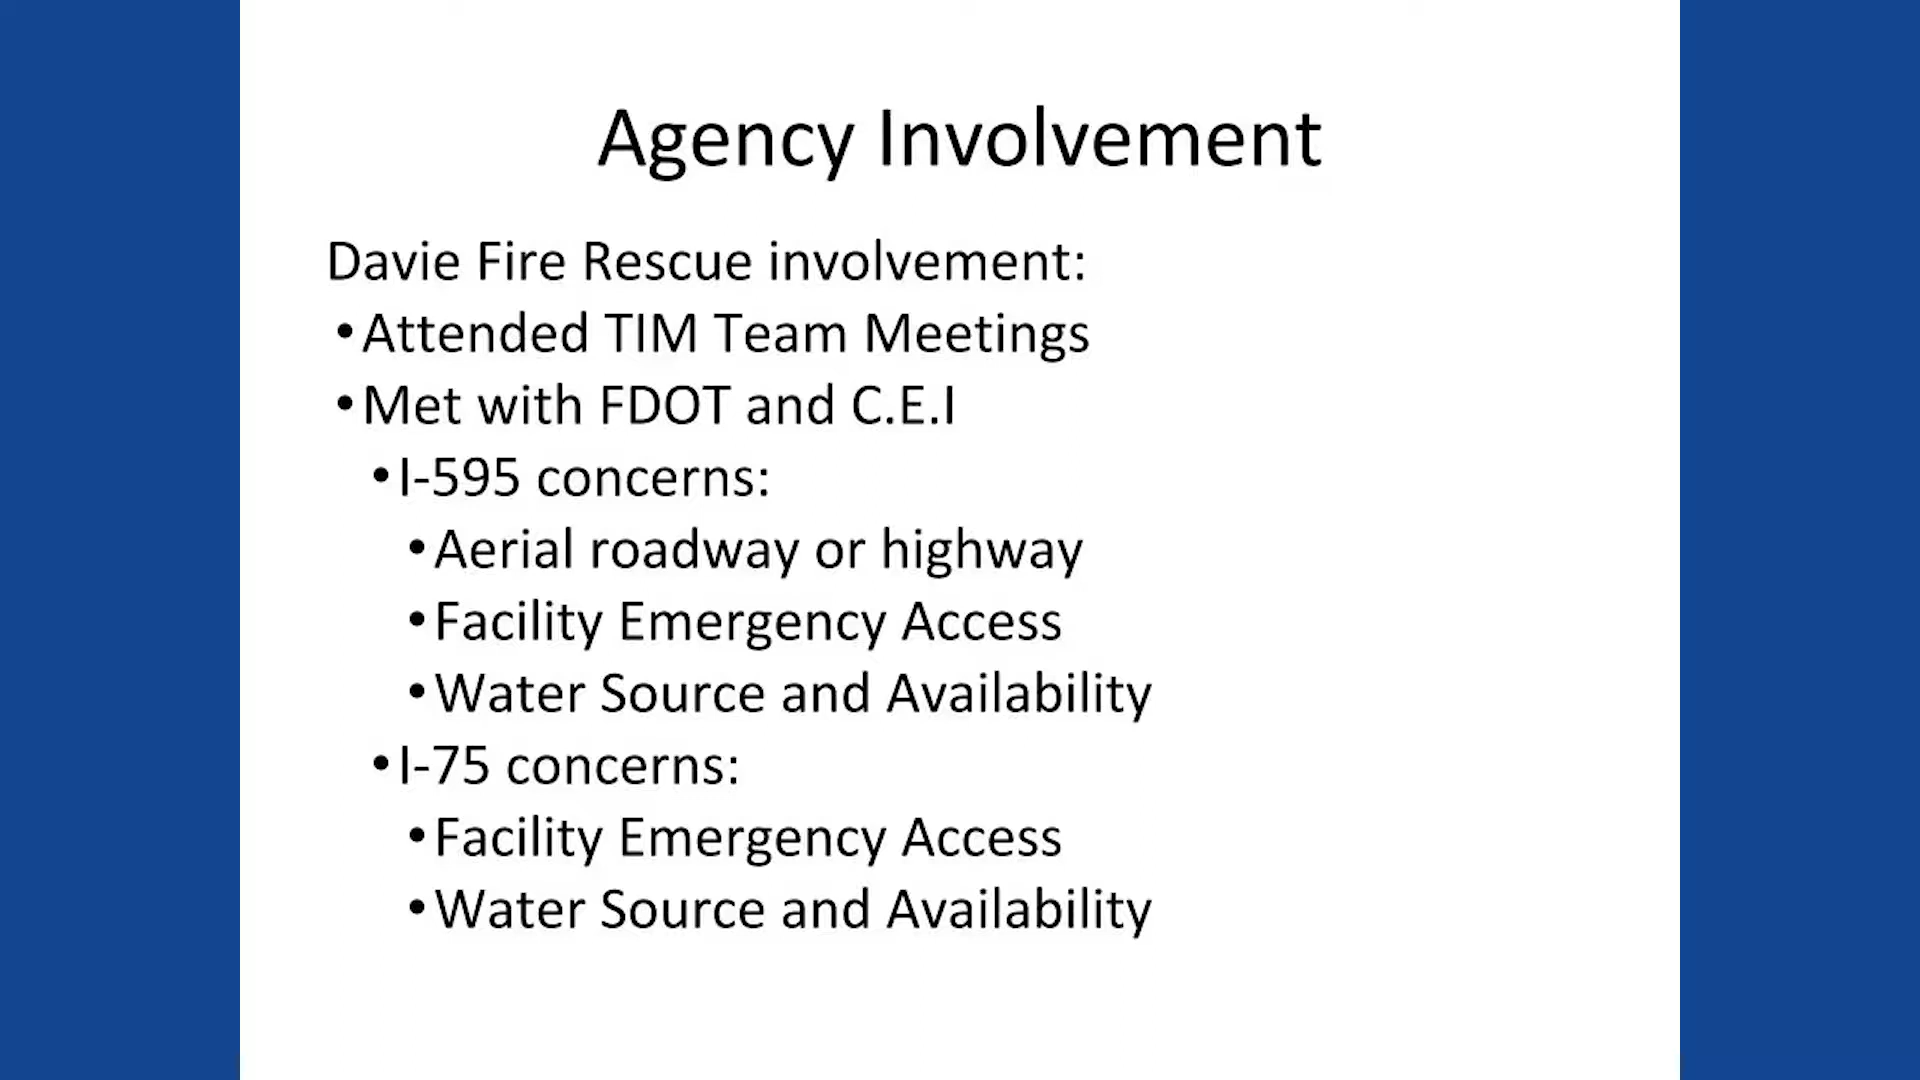 Agency Involvement
Davie Fire Rescue involvement:
•Attended TIM Team Meetings
•Met with FDOT and C.E.I
•I-595 concerns:
•Aerial roadway or highway
•Facility Emergency Access
•Water Source and Availability
•I-75 concerns:
•Facility Emergency Access
•Water Source and Availability